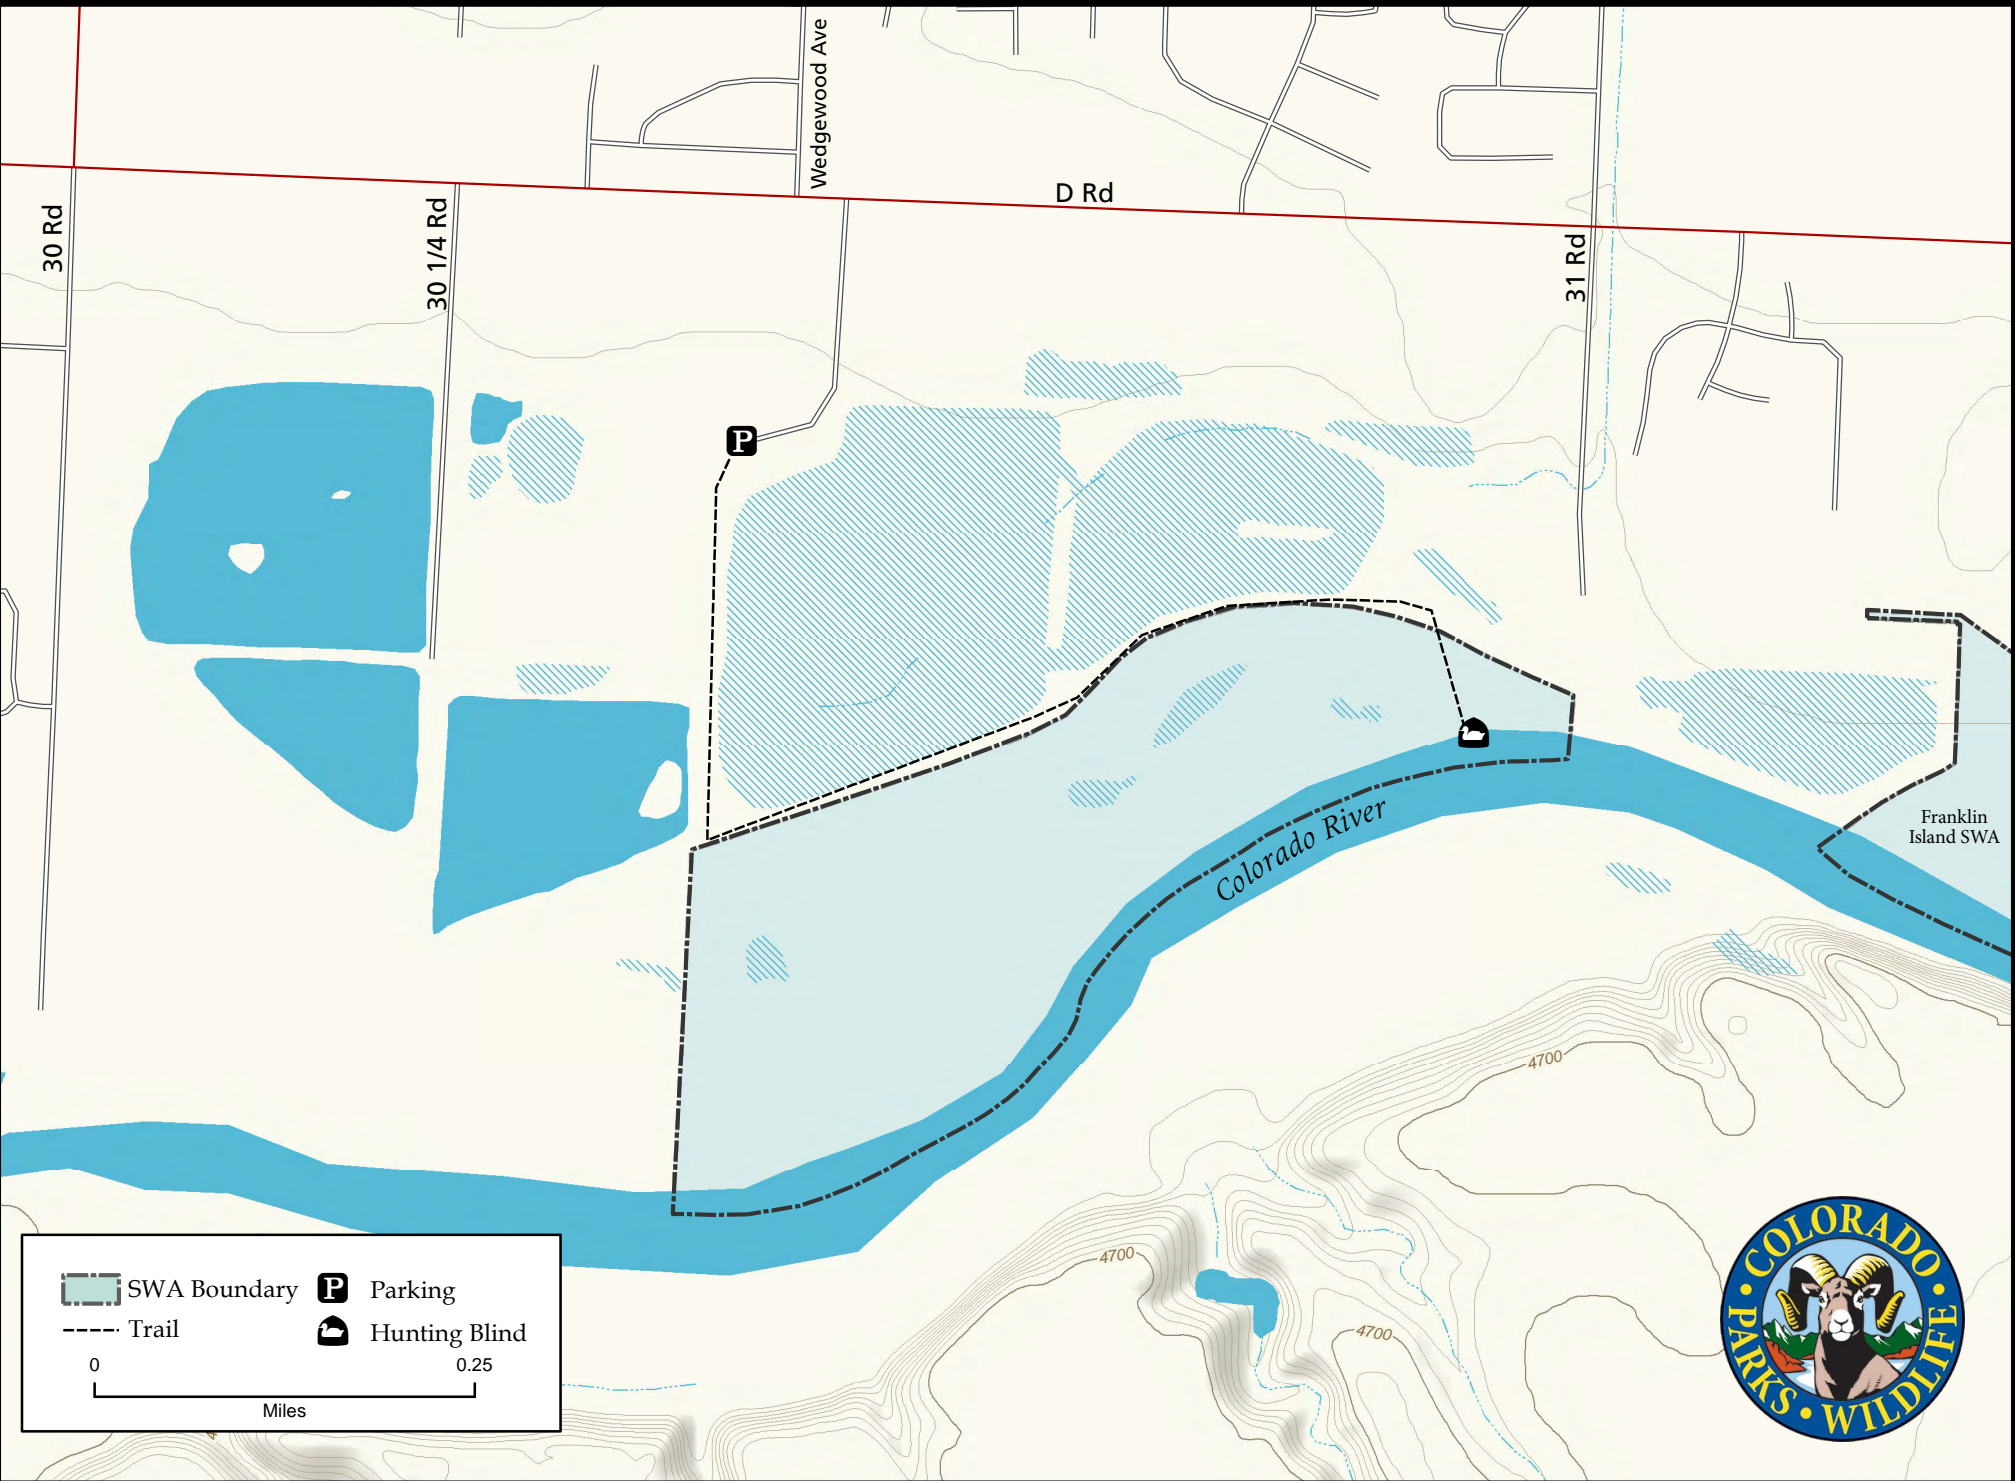 Wedgewood Ave
D Rd
30 Rd
30 1/4 Rd
31 Rd
Colorado River
Franklin
Island SWA
4700
4700
4700
SWA Boundary
Parking
P
Trail
Hunting Blind
0 0.25
Miles
P
COLORADO
PARKS • WILDLIFE